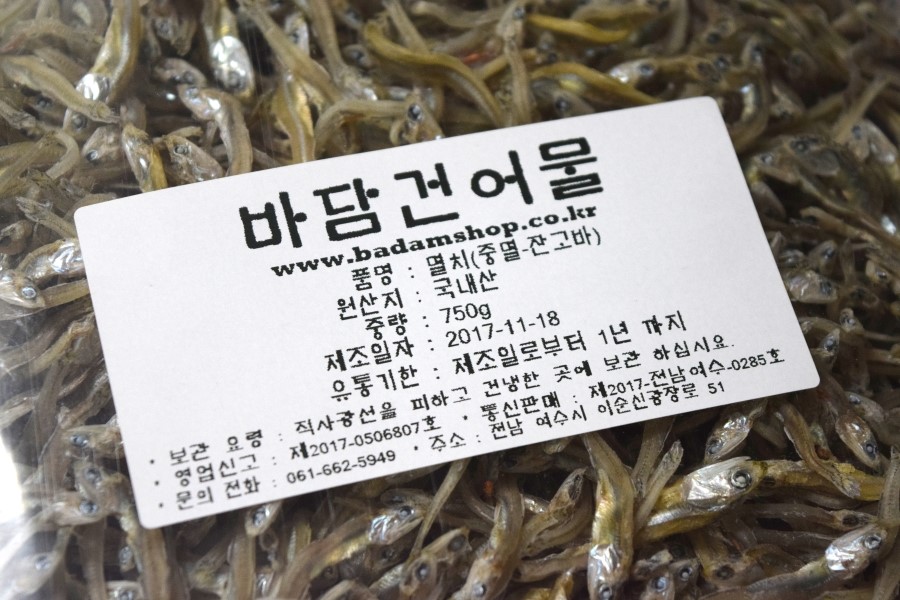 바담건어물
www.badamshop.co.kr
품명 : 멸치(중멸-잔고바)
원산지 : 국내산
중량 : 750g
제조일자 : 2017-11-18
유통기한 : 제조일로부터 1년 까지
· 보관 요령 : 직사광선을 피하고 건냉한 곳에 보관 하십시요.
· 영업신고 : 제2017-0506807호 · 통신판매 : 제2017-전남여수-0285호
· 문의 전화 : 061-662-5949 · 주소 : 전남 여수시 이순신광장로 51